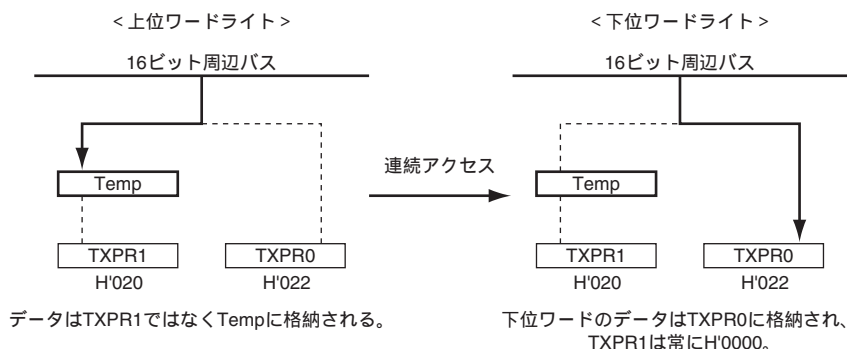 <上位ワードライト>
16ビット周辺バス
Temp
TXPR1
H'020
TXPR0
H'022
データはTXPR1ではなくTempに格納される。
連続アクセス
<下位ワードライト>
16ビット周辺バス
Temp
TXPR1
H'020
TXPR0
H'022
下位ワードのデータはTXPR0に格納され、
TXPR1は常にH'0000。